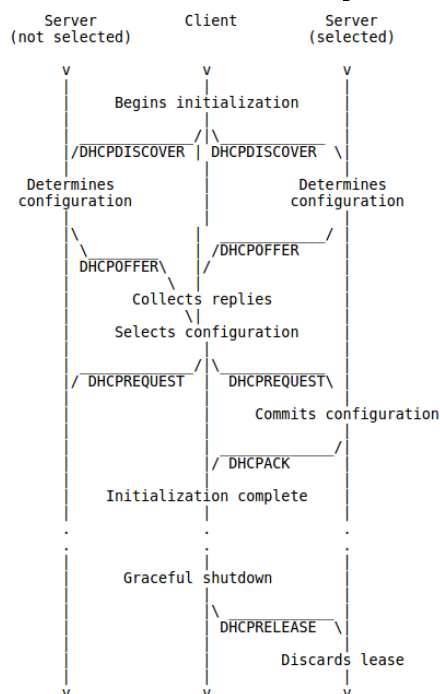 Server Client Server
(not selected) (selected)
v v v
Begins initialization
DHCPDISCOVER DHCPDISCOVER
Determines Determines
configuration configuration
DHCPOFFER
DHCPOFFER
Collects replies
Selects configuration
DHCPREQUEST DHCPREQUEST
Commits configuration
DHCPACK
Initialization complete
. . .
. . .
Graceful shutdown
DHCPRELEASE
Discards lease
v v v